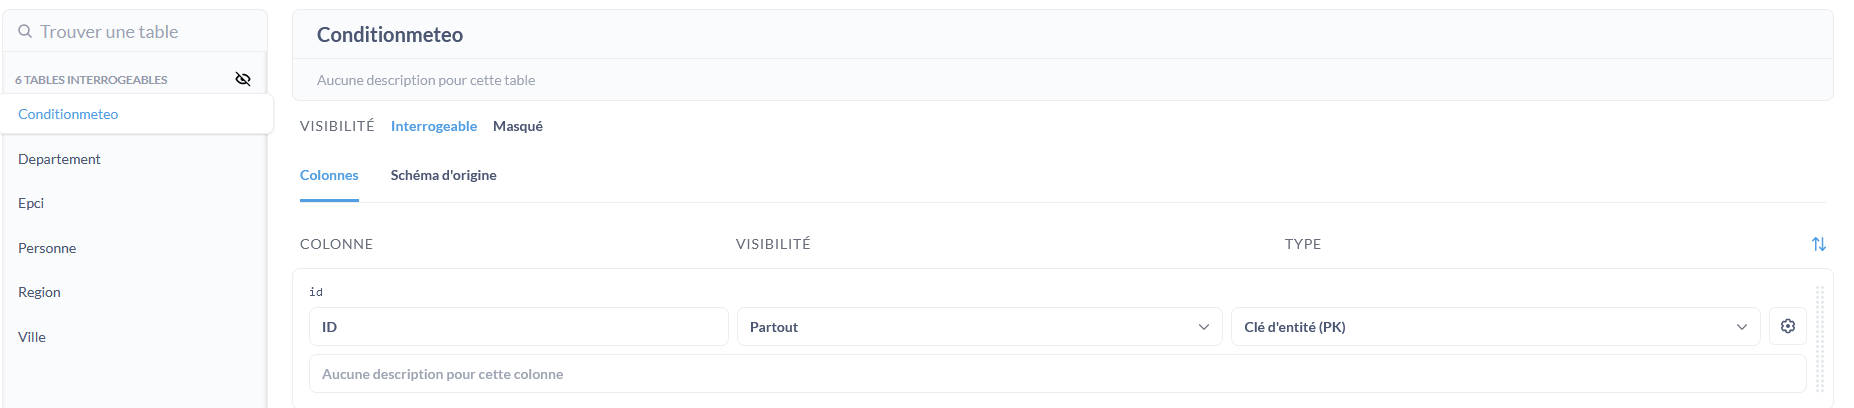 Trouver une table
6 TABLES INTERROGEABLES
Conditionmeteo
Departement
Epci
Personne
Region
Ville
Conditionmeteo
Aucune description pour cette table
VISIBILITÉ Interrogeable Masqué
Colonnes Schéma d'origine
COLONNE VISIBILITÉ TYPE
id
ID Partout Clé d'entité (PK)
Aucune description pour cette colonne